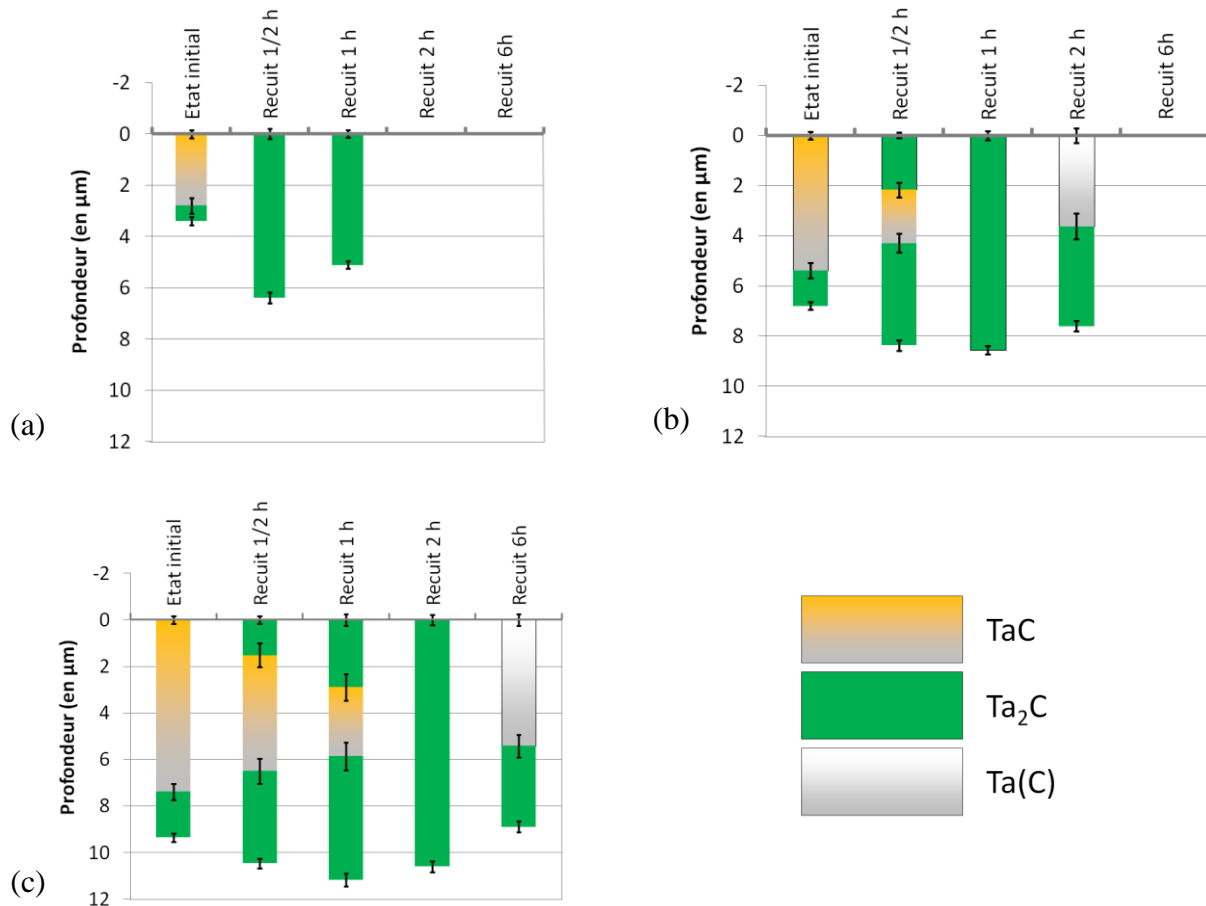 Etat initial
Recuit 1/2 h
Recuit 1 h
Recuit 2 h
Recuit 6h
-2
0
2
4
6
8
10
12
Profondeur (en µm)
(a)
Etat initial
Recuit 1/2 h
Recuit 1 h
Recuit 2 h
Recuit 6h
-2
0
2
4
6
8
10
12
Profondeur (en µm)
(b)
Etat initial
Recuit 1/2 h
Recuit 1 h
Recuit 2 h
Recuit 6h
-2
0
2
4
6
8
10
12
Profondeur (en µm)
(c)
TaC
Ta₂C
Ta(C)